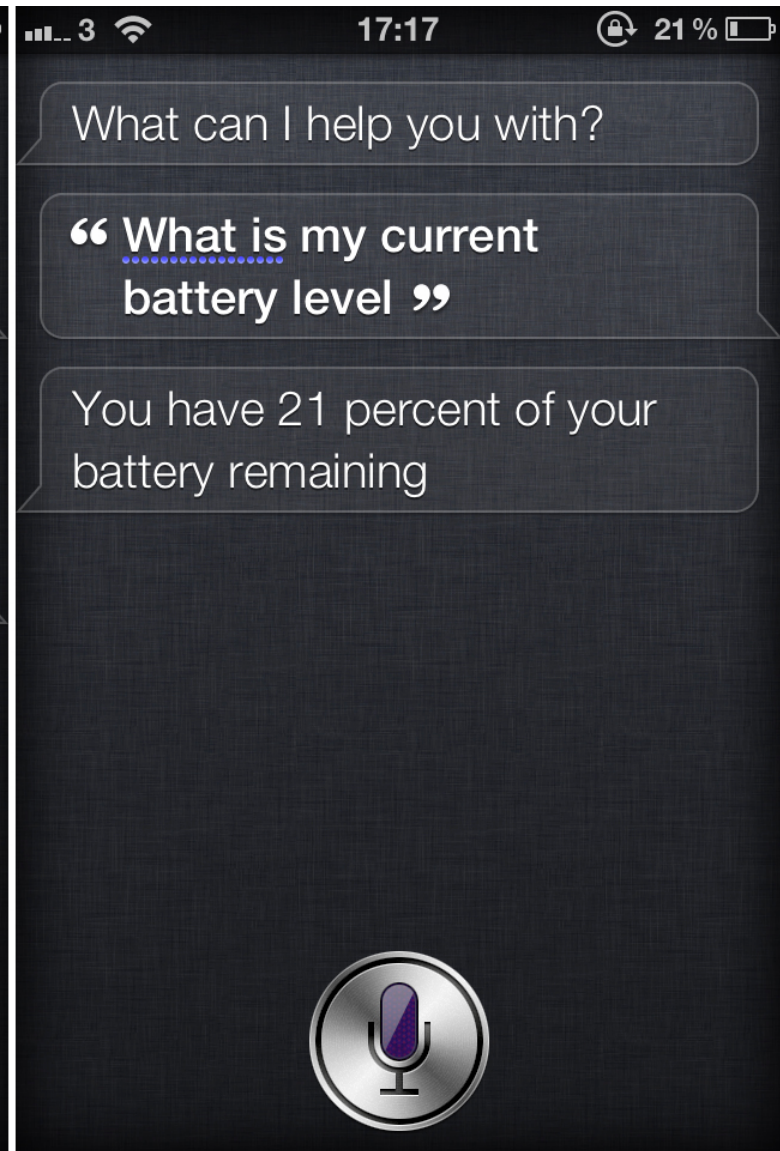 3 17:17 21 %
What can I help you with?
“ What is my current
battery level ”
You have 21 percent of your
battery remaining